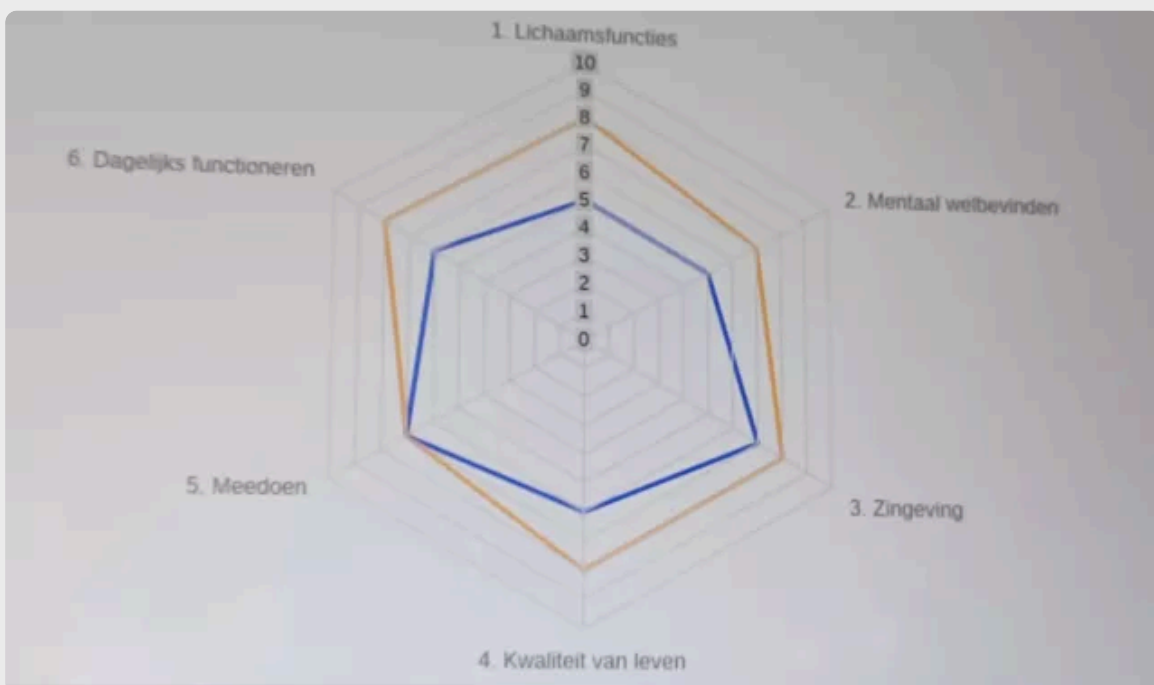 1. Lichaamsfuncties
10
9
8
7
6
5
4
3
2
1
0
6. Dagelijks functioneren
2. Mentaal welbevinden
5. Meedoen
3. Zingeving
4. Kwaliteit van leven